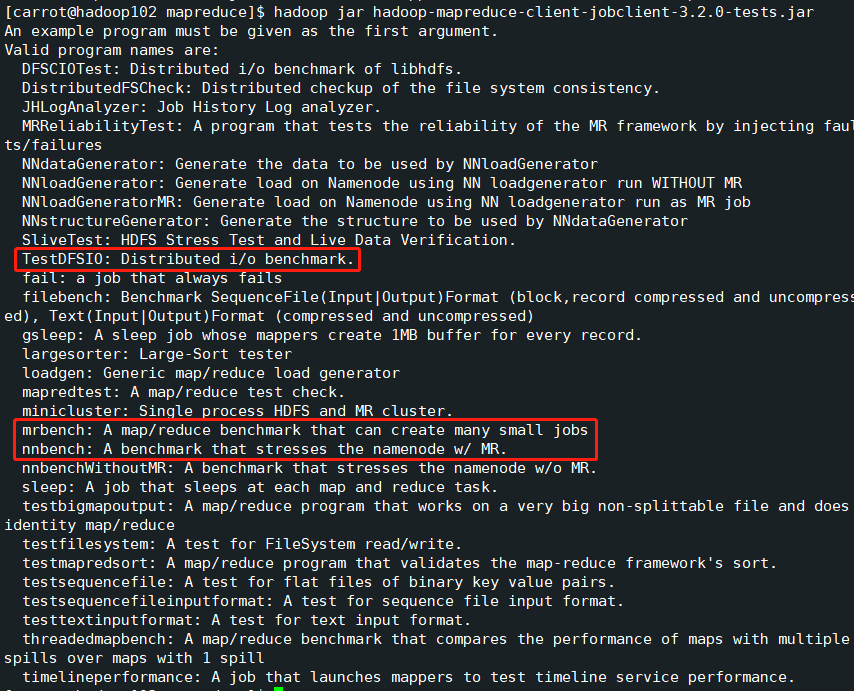 [carrot@hadoop102 mapreduce]$ hadoop jar hadoop-mapreduce-client-jobclient-3.2.0-tests.jar
An example program must be given as the first argument.
Valid program names are:
  DFSCIOTest: Distributed i/o benchmark of libhdfs.
  DistributedFSCheck: Distributed checkup of the file system consistency.
  JHLogAnalyzer: Job History Log analyzer.
  MRReliabilityTest: A program that tests the reliability of the MR framework by injecting faul
ts/failures
  NNdataGenerator: Generate the data to be used by NNloadGenerator
  NNloadGenerator: Generate load on Namenode using NN loadgenerator run WITHOUT MR
  NNloadGeneratorMR: Generate load on Namenode using NN loadgenerator run as MR job
  NNstructureGenerator: Generate the structure to be used by NNdataGenerator
  SliveTest: HDFS Stress Test and Live Data Verification.
  TestDFSIO: Distributed i/o benchmark.
  fail: a job that always fails
  filebench: Benchmark SequenceFile(Input|Output)Format (block,record compressed and uncompress
ed), Text(Input|Output)Format (compressed and uncompressed)
  gsleep: A sleep job whose mappers create 1MB buffer for every record.
  largesorter: Large-Sort tester
  loadgen: Generic map/reduce load generator
  mapredtest: A map/reduce test check.
  minicluster: Single process HDFS and MR cluster.
  mrbench: A map/reduce benchmark that can create many small jobs
  nnbench: A benchmark that stresses the namenode w/ MR.
  nnbenchWithoutMR: A benchmark that stresses the namenode w/o MR.
  sleep: A job that sleeps at each map and reduce task.
  testbigmapoutput: A map/reduce program that works on a very big non-splittable file and does
identity map/reduce
  testfilesystem: A test for FileSystem read/write.
  testmapredsort: A map/reduce program that validates the map-reduce framework's sort.
  testsequencefile: A test for flat files of binary key value pairs.
  testsequencefileinputformat: A test for sequence file input format.
  testtextinputformat: A test for text input format.
  threadedmapbench: A map/reduce benchmark that compares the performance of maps with multiple
spills over maps with 1 spill
  timelineperformance: A job that launches mappers to test timeline service performance.